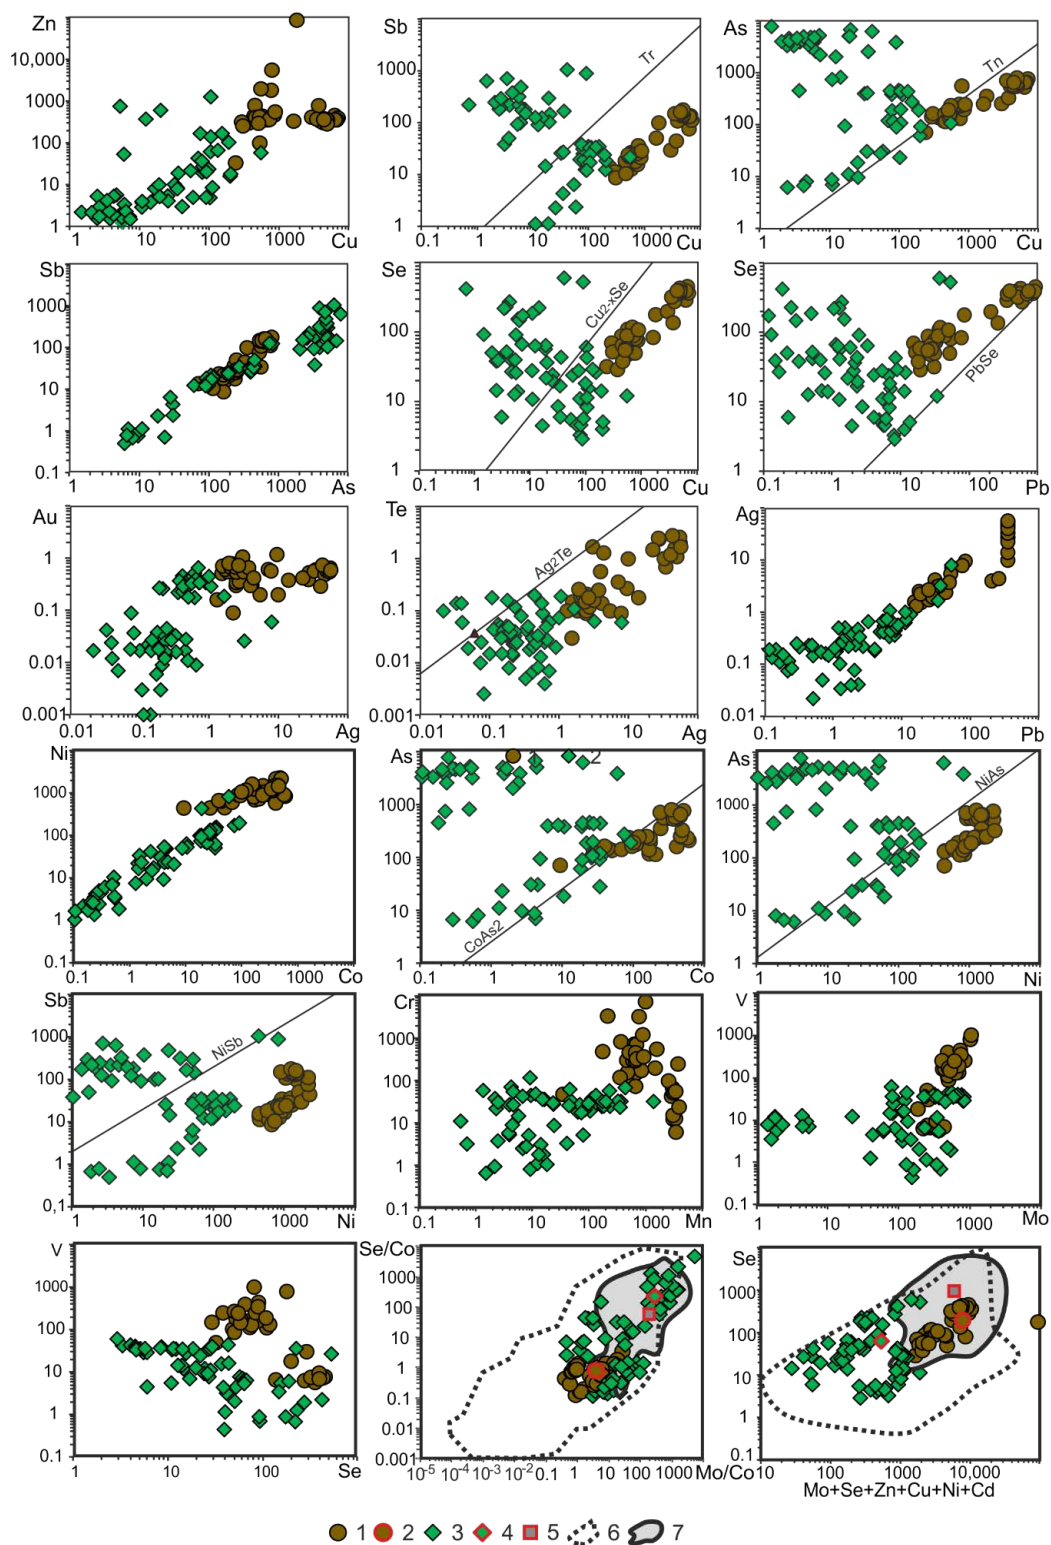 Zn
10,000
1000
100
10
1
1 10 100 1000 Cu
Sb
1000
100
10
1
0.1 1 10 100 1000 Cu
Tr
As
1000
100
10
1
1 10 100 1000 Cu
Tn
Sb
1000
100
10
1
0.1
10 100 1000 As
Se
100
10
1
0.1 1 10 100 1000 Cu
Cu2-xSe
Se
100
10
1
0.1 1 10 100 Pb
PbSe
Au
1
0.1
0.01
0.001
0.01 0.1 1 10 Ag
Te
1
0.1
0.01
0.001
0.01 0.1 1 10 Ag
Ag2Te
Ag
10
1
0.1
0.01
0.1 1 10 100 Pb
Ni
1000
100
10
1
0.1
0.1 1 10 100 Co
As
1000
100
10
1
0.1 1 10 100 Co
CoAs2
1 2
As
1000
100
10
1
1 10 100 1000 Ni
NiAs
Sb
1000
100
10
1
0,1
1 10 100 1000 Ni
NiSb
Cr
1000
100
10
1
0.1
0.1 1 10 100 1000 Mn
V
1000
100
10
1
0.1
1 10 100 1000 Mo
V
1000
100
10
1
0.1
1 10 100 Se
Se/Co
1000
100
10
1
0.1
0.01
0.001
10-5 10-4 10-3 10-2 0.1 1 10 100 1000 Mo/Co
Se
1000
100
10
1
0.1
10 100 1000 10,000
Mo+Se+Zn+Cu+Ni+Cd
1 2 3 4 5 6 7